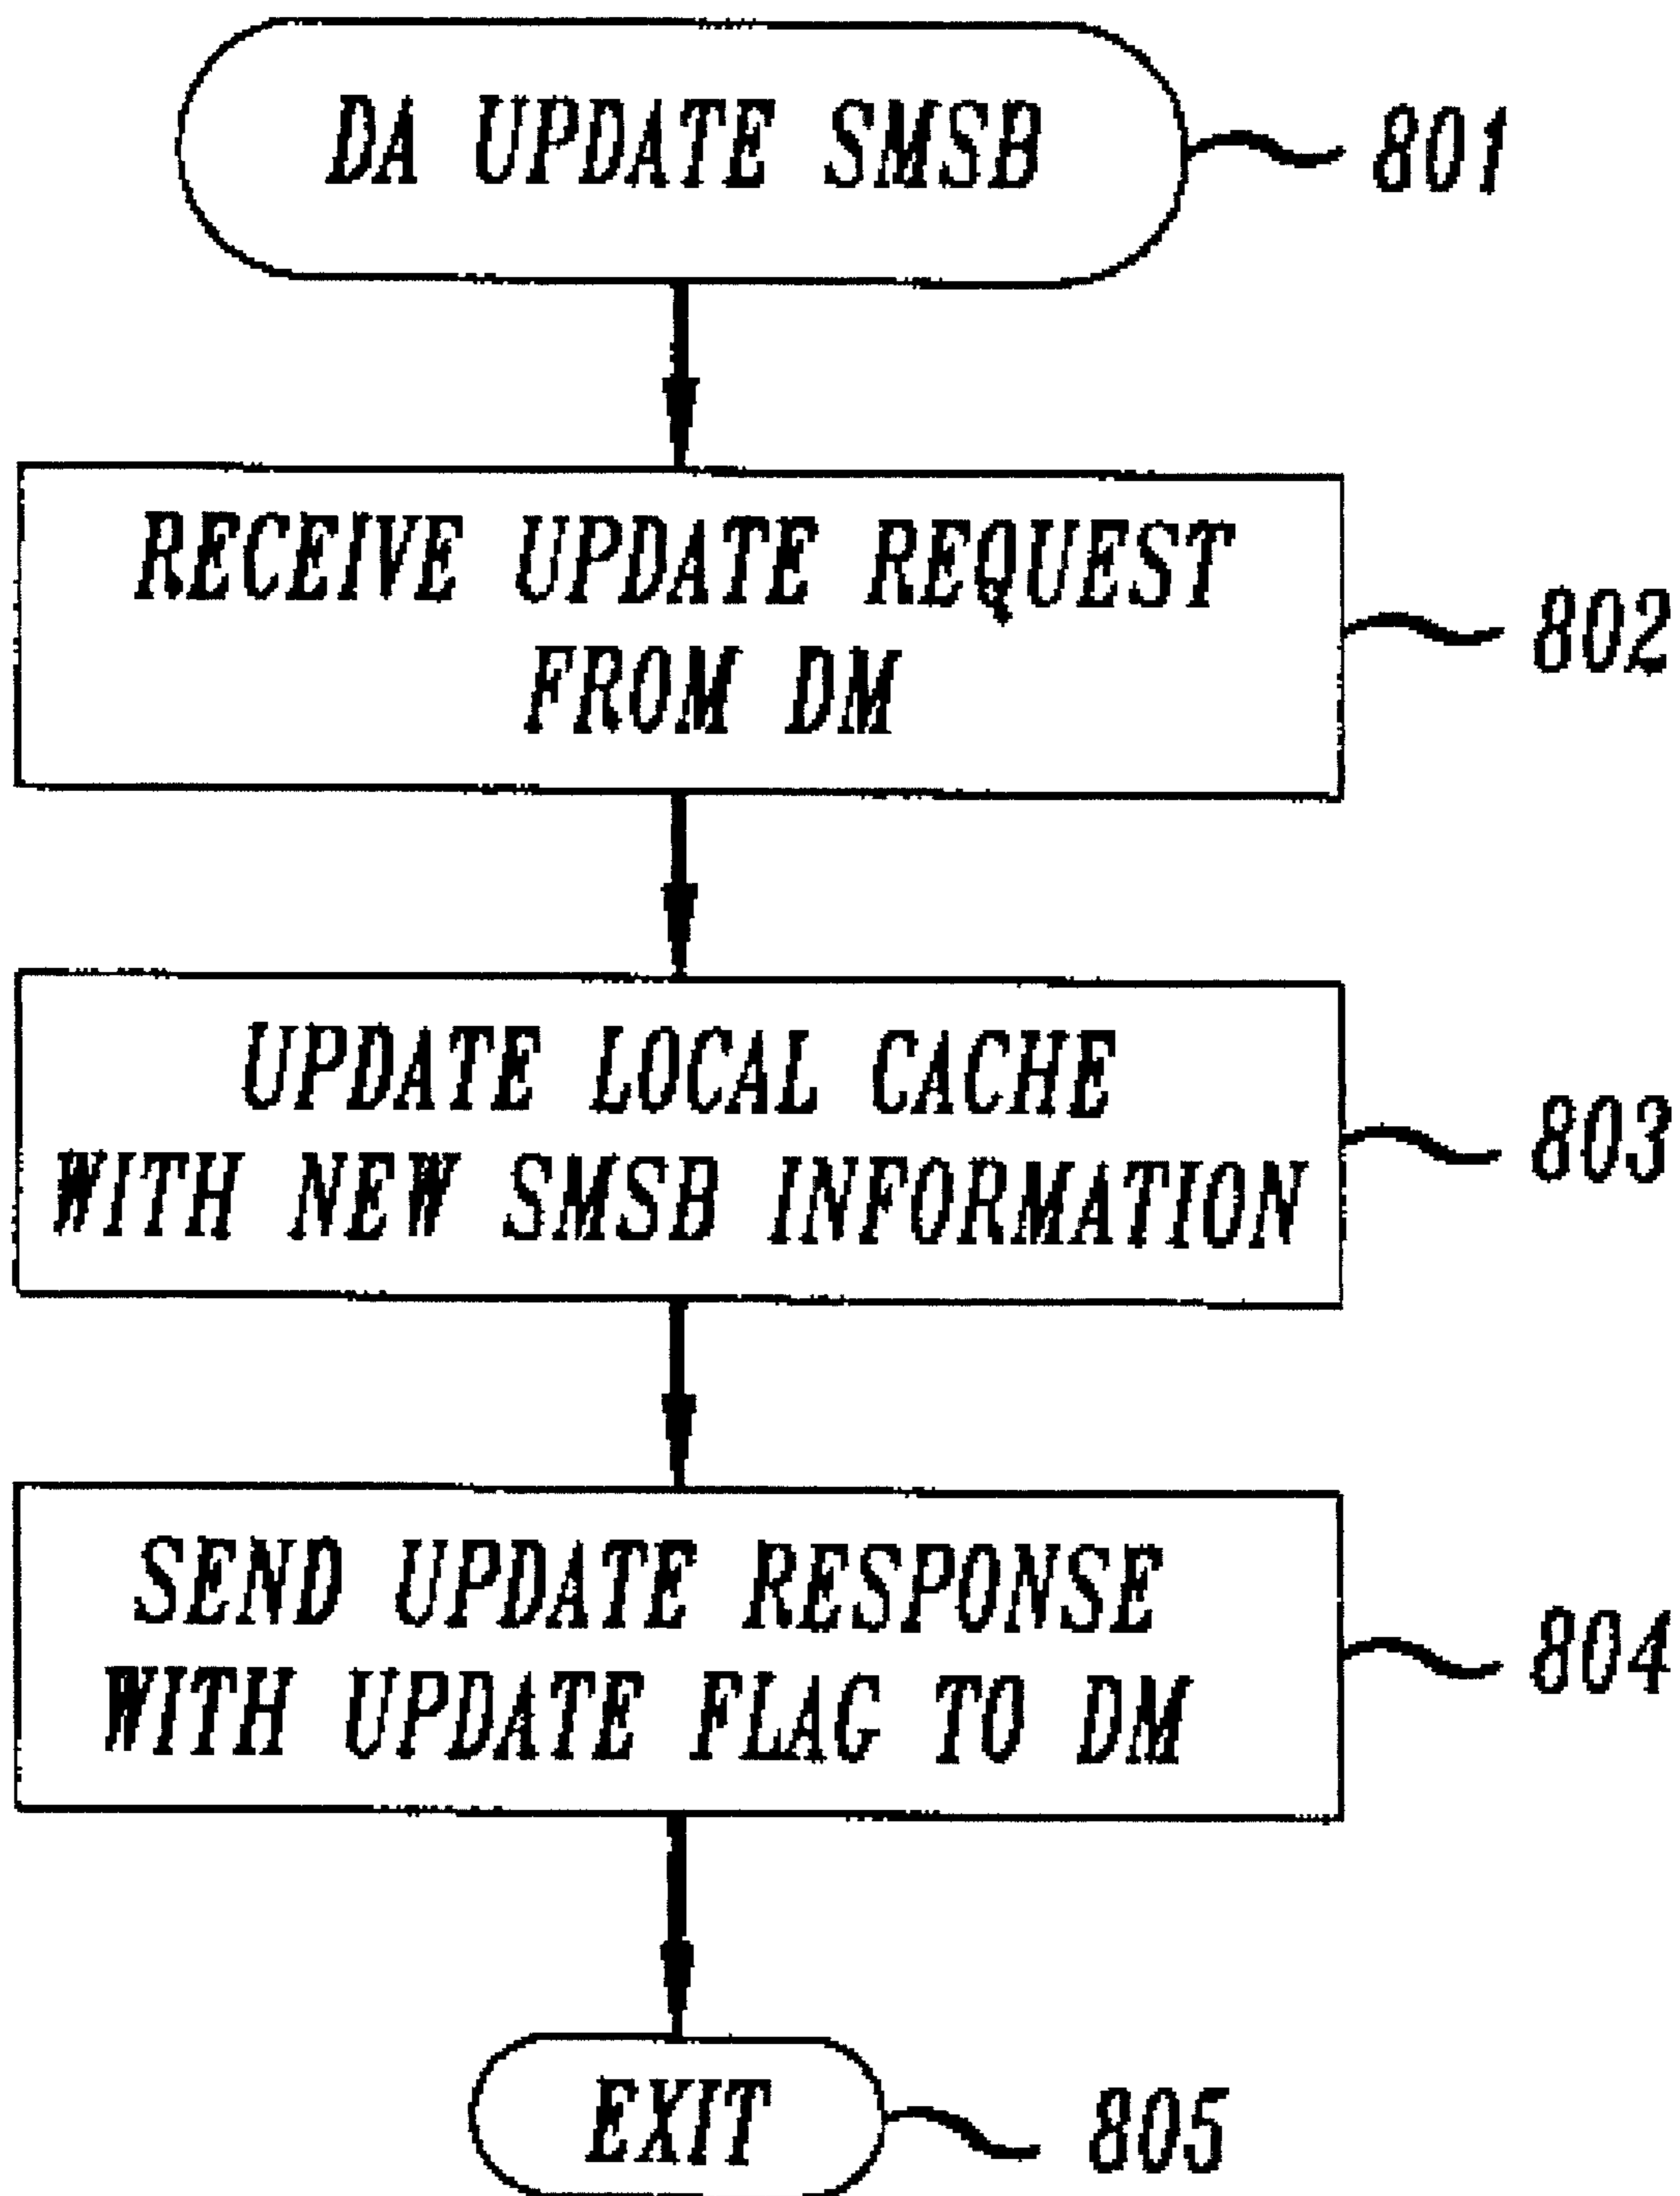 DA UPDATE SMSB
801
RECEIVE UPDATE REQUEST
FROM DM
802
UPDATE LOCAL CACHE
WITH NEW SMSB INFORMATION
803
SEND UPDATE RESPONSE
WITH UPDATE FLAG TO DM
804
EXIT
805